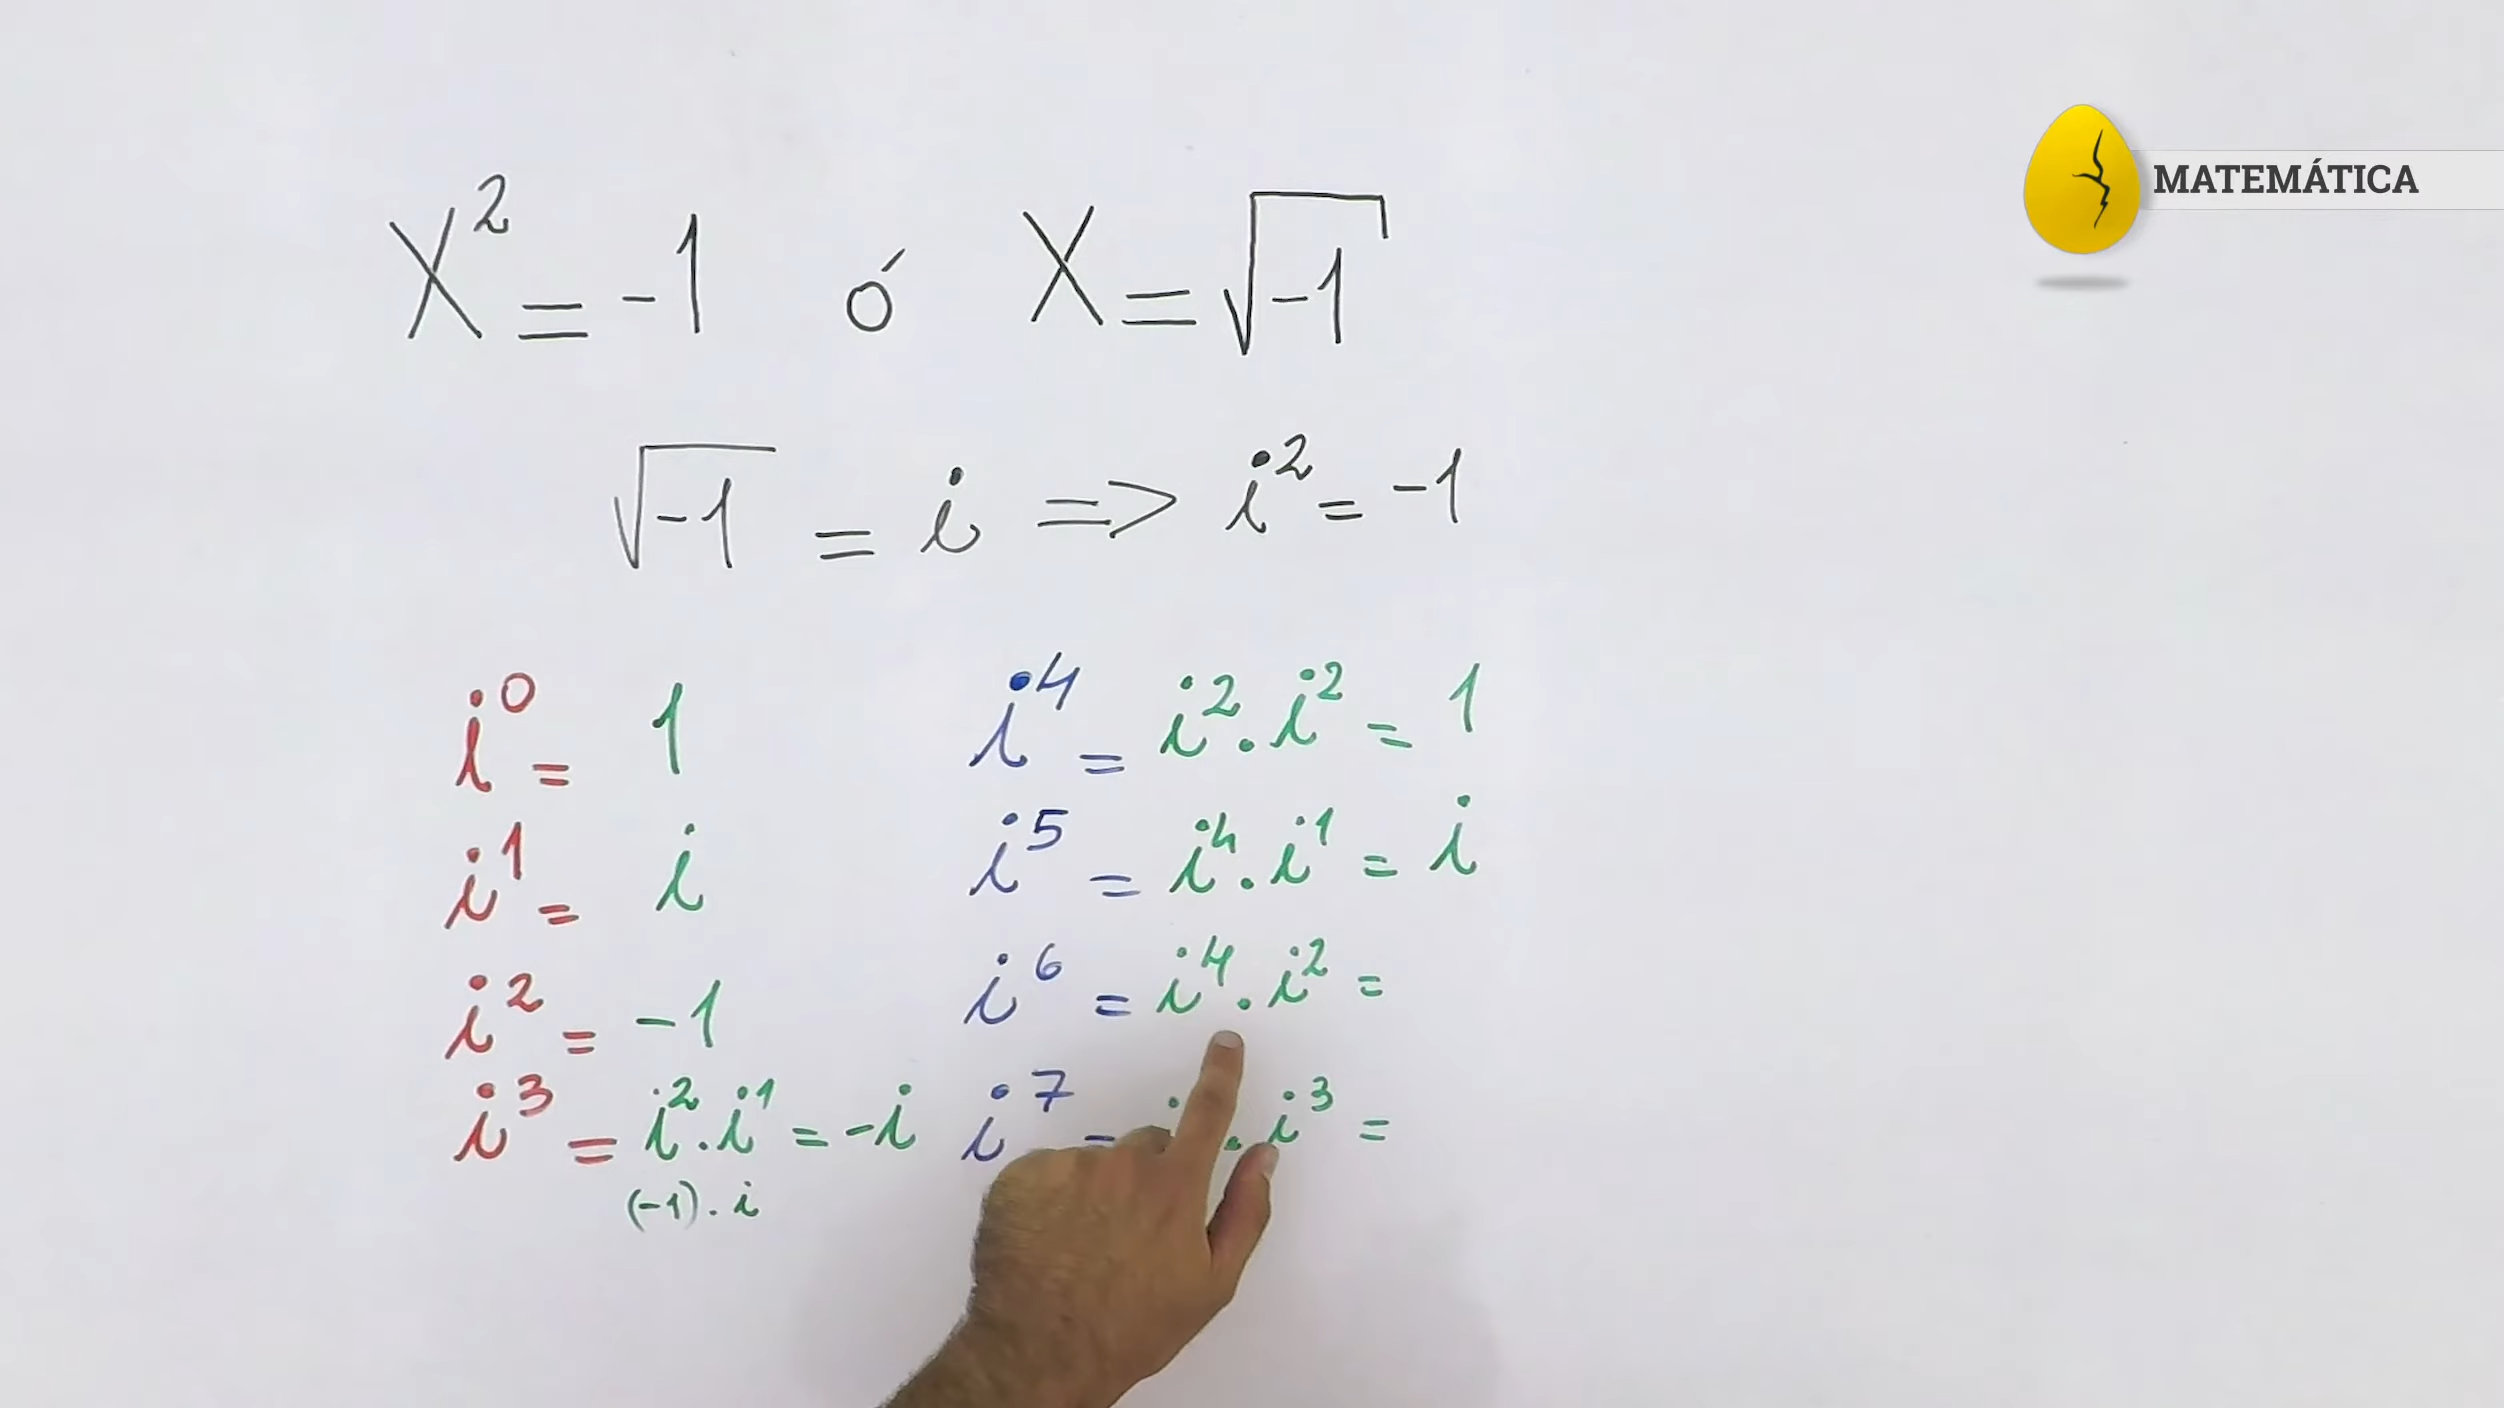 MATEMÁTICA
X² = -1 ó X = √-1
√-1 = i => i² = -1
i⁰ = 1
i¹ = i
i² = -1
i³ = i² . i¹ = -i
(-1) . i
i⁴ = i² . i² = 1
i⁵ = i⁴ . i¹ = i
i⁶ = i⁴ . i² =
i⁷ = i . i³ =